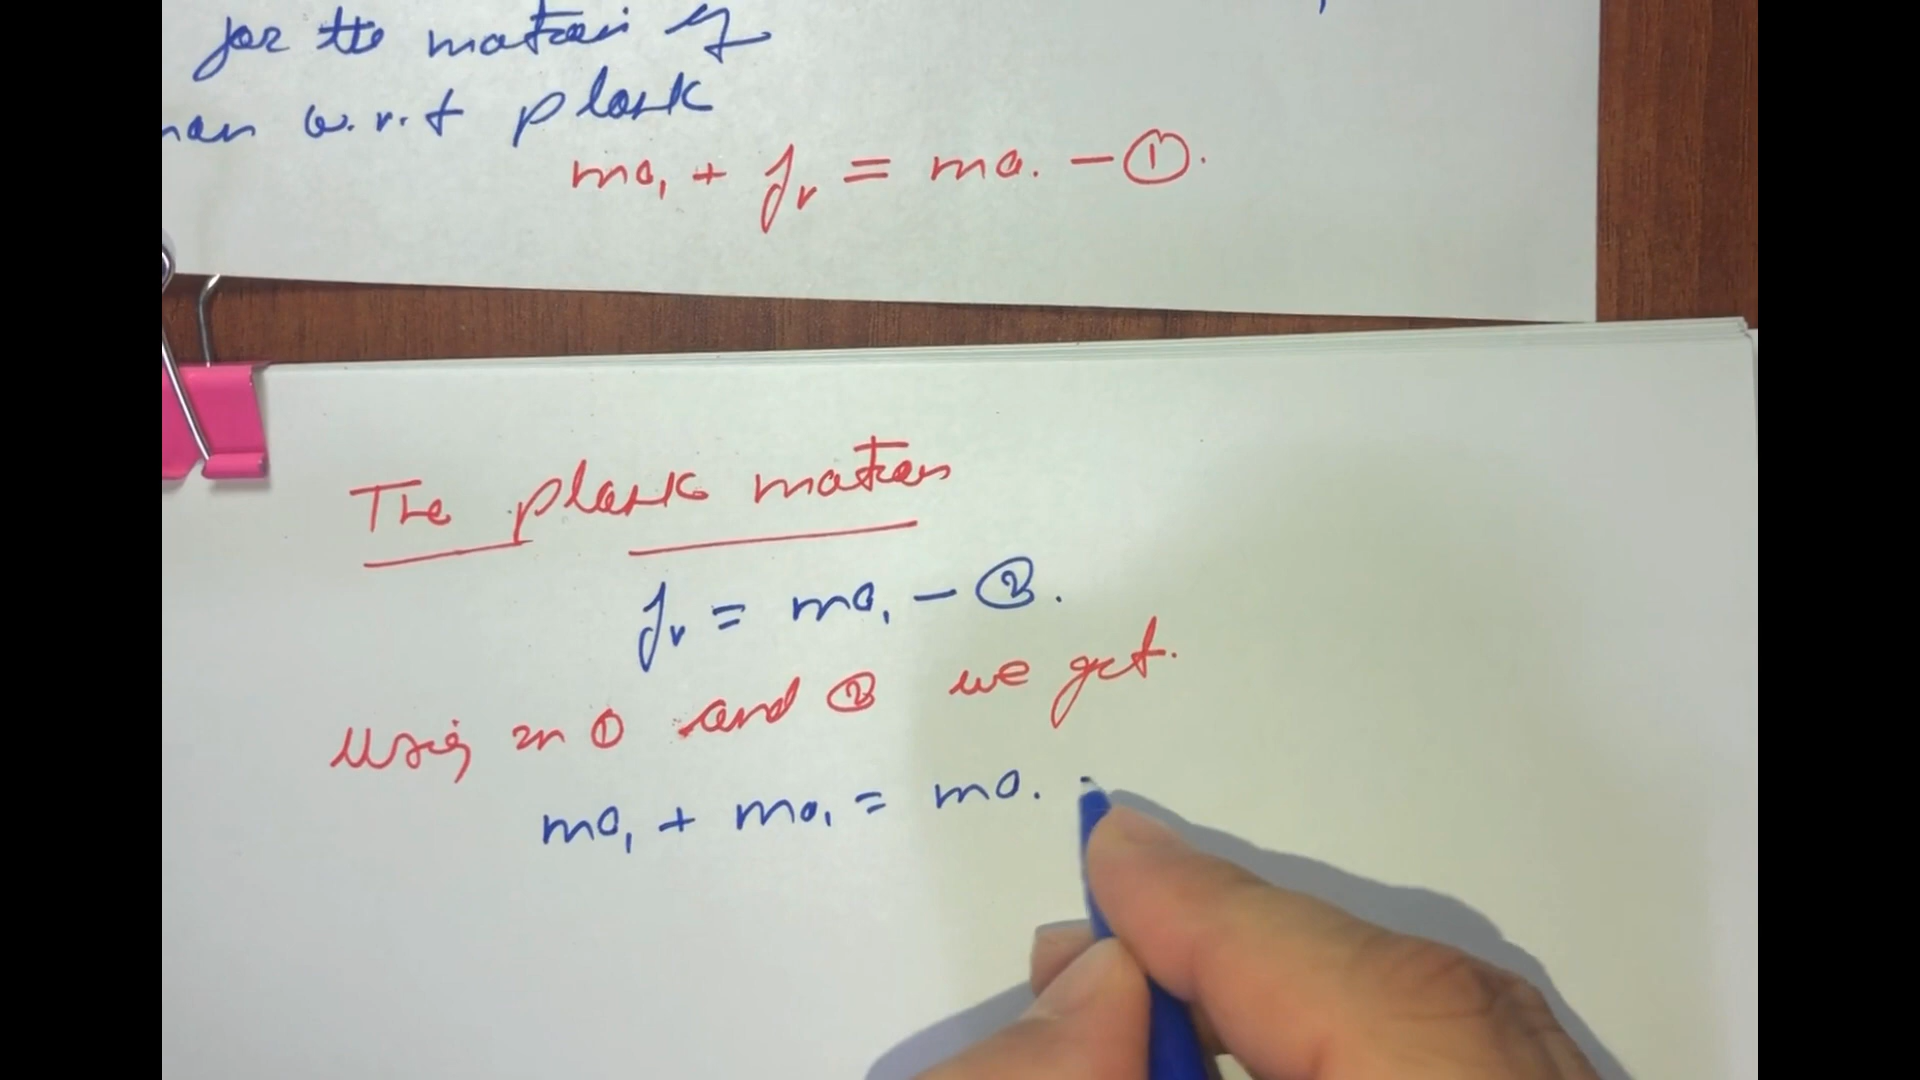 for the motion of
man w.r.t plank
ma₁ + fr = ma. - ①.
The plank motion
fr = ma₁ - ②.
Using in ① and ② we get.
ma₁ + ma₁ = ma.